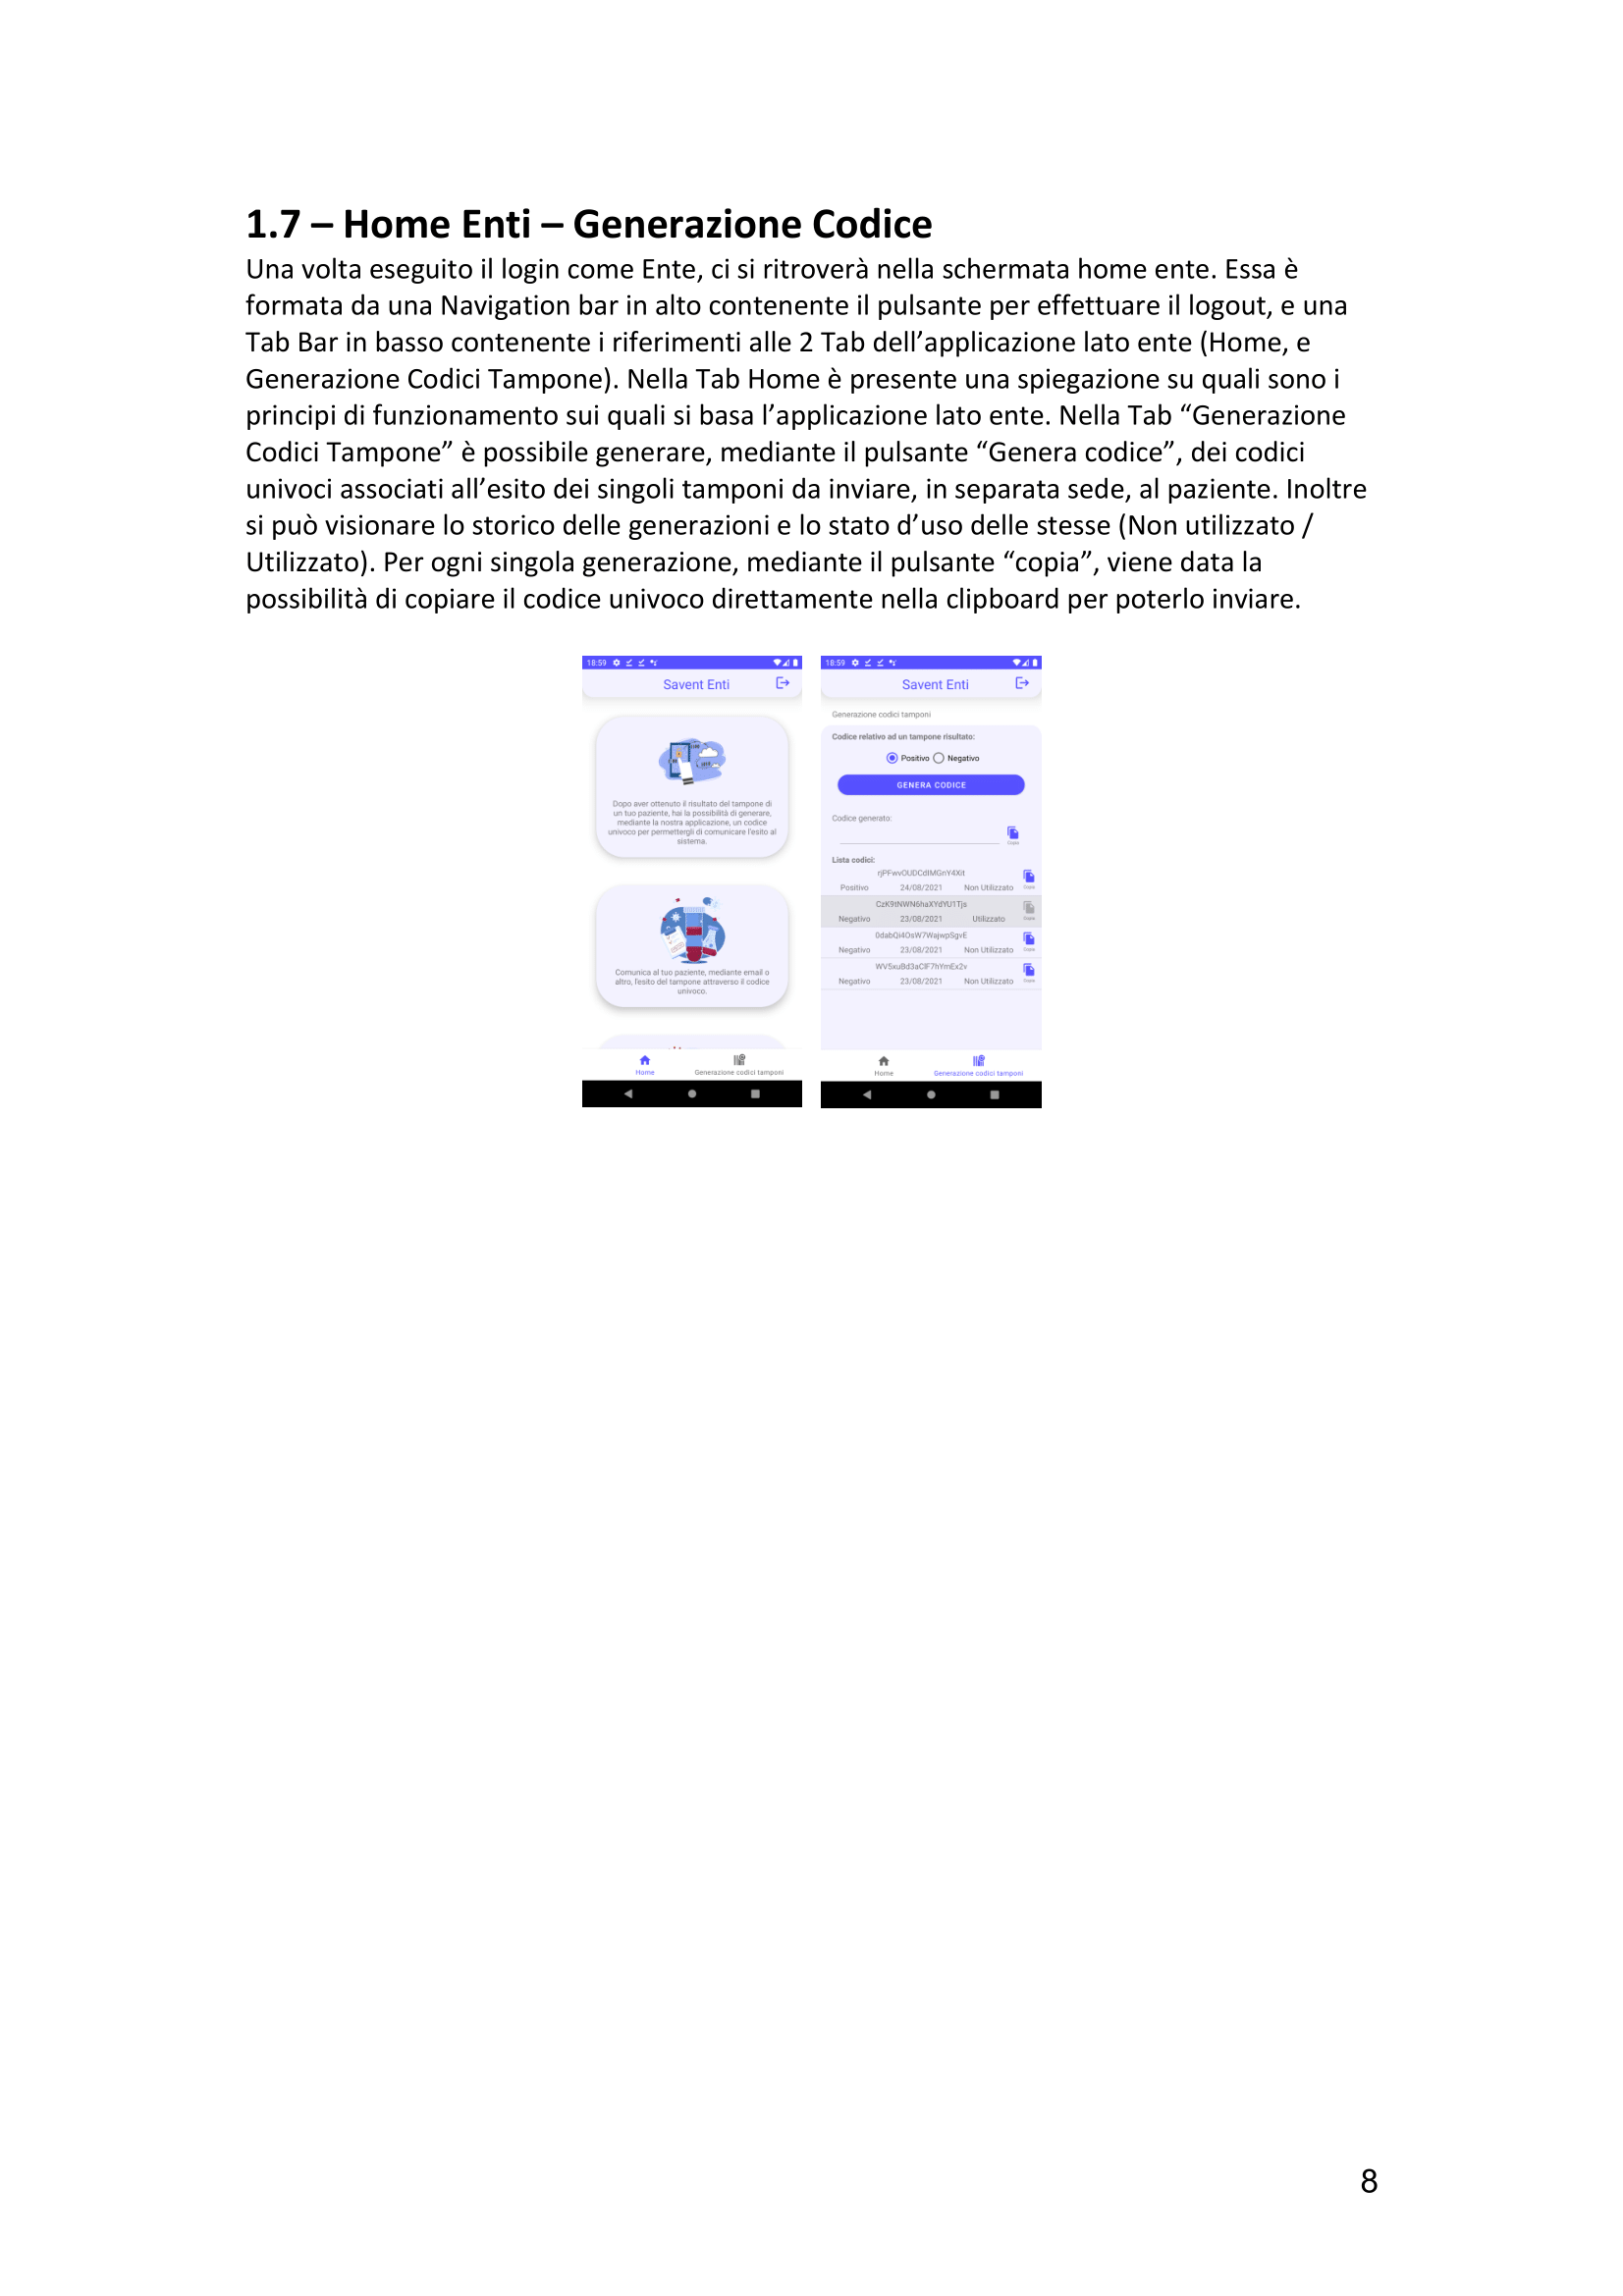 1.7 – Home Enti – Generazione Codice
Una volta eseguito il login come Ente, ci si ritroverà nella schermata home ente. Essa è
formata da una Navigation bar in alto contenente il pulsante per effettuare il logout, e una
Tab Bar in basso contenente i riferimenti alle 2 Tab dell’applicazione lato ente (Home, e
Generazione Codici Tampone). Nella Tab Home è presente una spiegazione su quali sono i
principi di funzionamento sui quali si basa l’applicazione lato ente. Nella Tab “Generazione
Codici Tampone” è possibile generare, mediante il pulsante “Genera codice”, dei codici
univoci associati all’esito dei singoli tamponi da inviare, in separata sede, al paziente. Inoltre
si può visionare lo storico delle generazioni e lo stato d’uso delle stesse (Non utilizzato /
Utilizzato). Per ogni singola generazione, mediante il pulsante “copia”, viene data la
possibilità di copiare il codice univoco direttamente nella clipboard per poterlo inviare.
18:59
Savent Enti
Dopo aver ottenuto il risultato del tampone di
un tuo paziente, hai la possibilità di generare,
mediante la nostra applicazione, un codice
univoco per permettergli di comunicare l'esito al
sistema.
Comunica al tuo paziente, mediante email o
altro, l'esito del tampone attraverso il codice
univoco.
Home Generazione codici tamponi
18:59
Savent Enti
Generazione codici tamponi
Codice relativo ad un tampone risultato:
Positivo Negativo
GENERA CODICE
Codice generato:
Copia
Lista codici:
Positivo 24/08/2021 Non Utilizzato Copia
CzK9tNWN6haXYdYU1Tjs
Negativo 23/08/2021 Utilizzato Copia
0dabQi4OsW7WajwpSgvE
Negativo 23/08/2021 Non Utilizzato Copia
Negativo 23/08/2021 Non Utilizzato Copia
Home Generazione codici tamponi
8